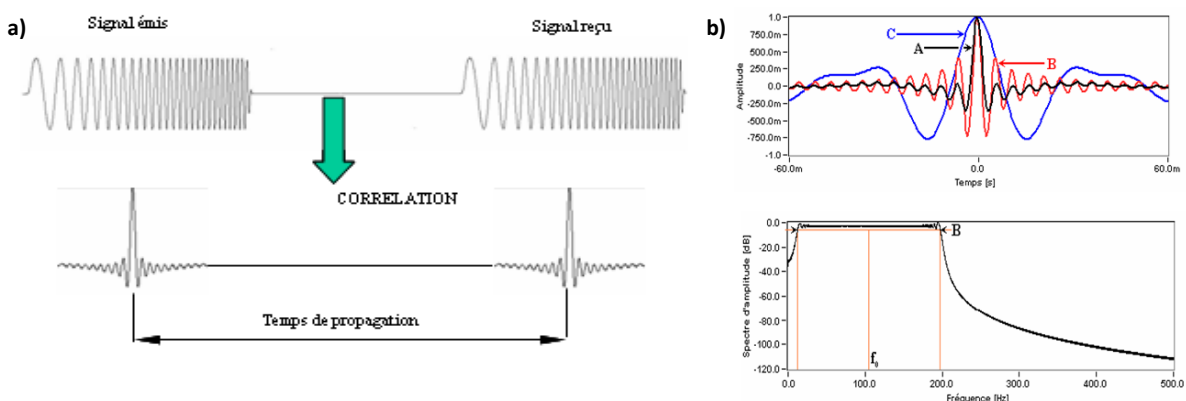 a)
Signal émis
Signal reçu
CORRELATION
Temps de propagation
b)
1.0
750.0m
500.0m
250.0m
0.0
-250.0m
-500.0m
-750.0m
-1.0
Amplitude
C
A
B
-60.0m
0.0
60.0m
Temps [s]
0.0
-20.0
-40.0
-60.0
-80.0
-100.0
-120.0
Spectre d'amplitude [dB]
B
f₀
0.0
100.0
200.0
300.0
400.0
500.0
Fréquence [Hz]